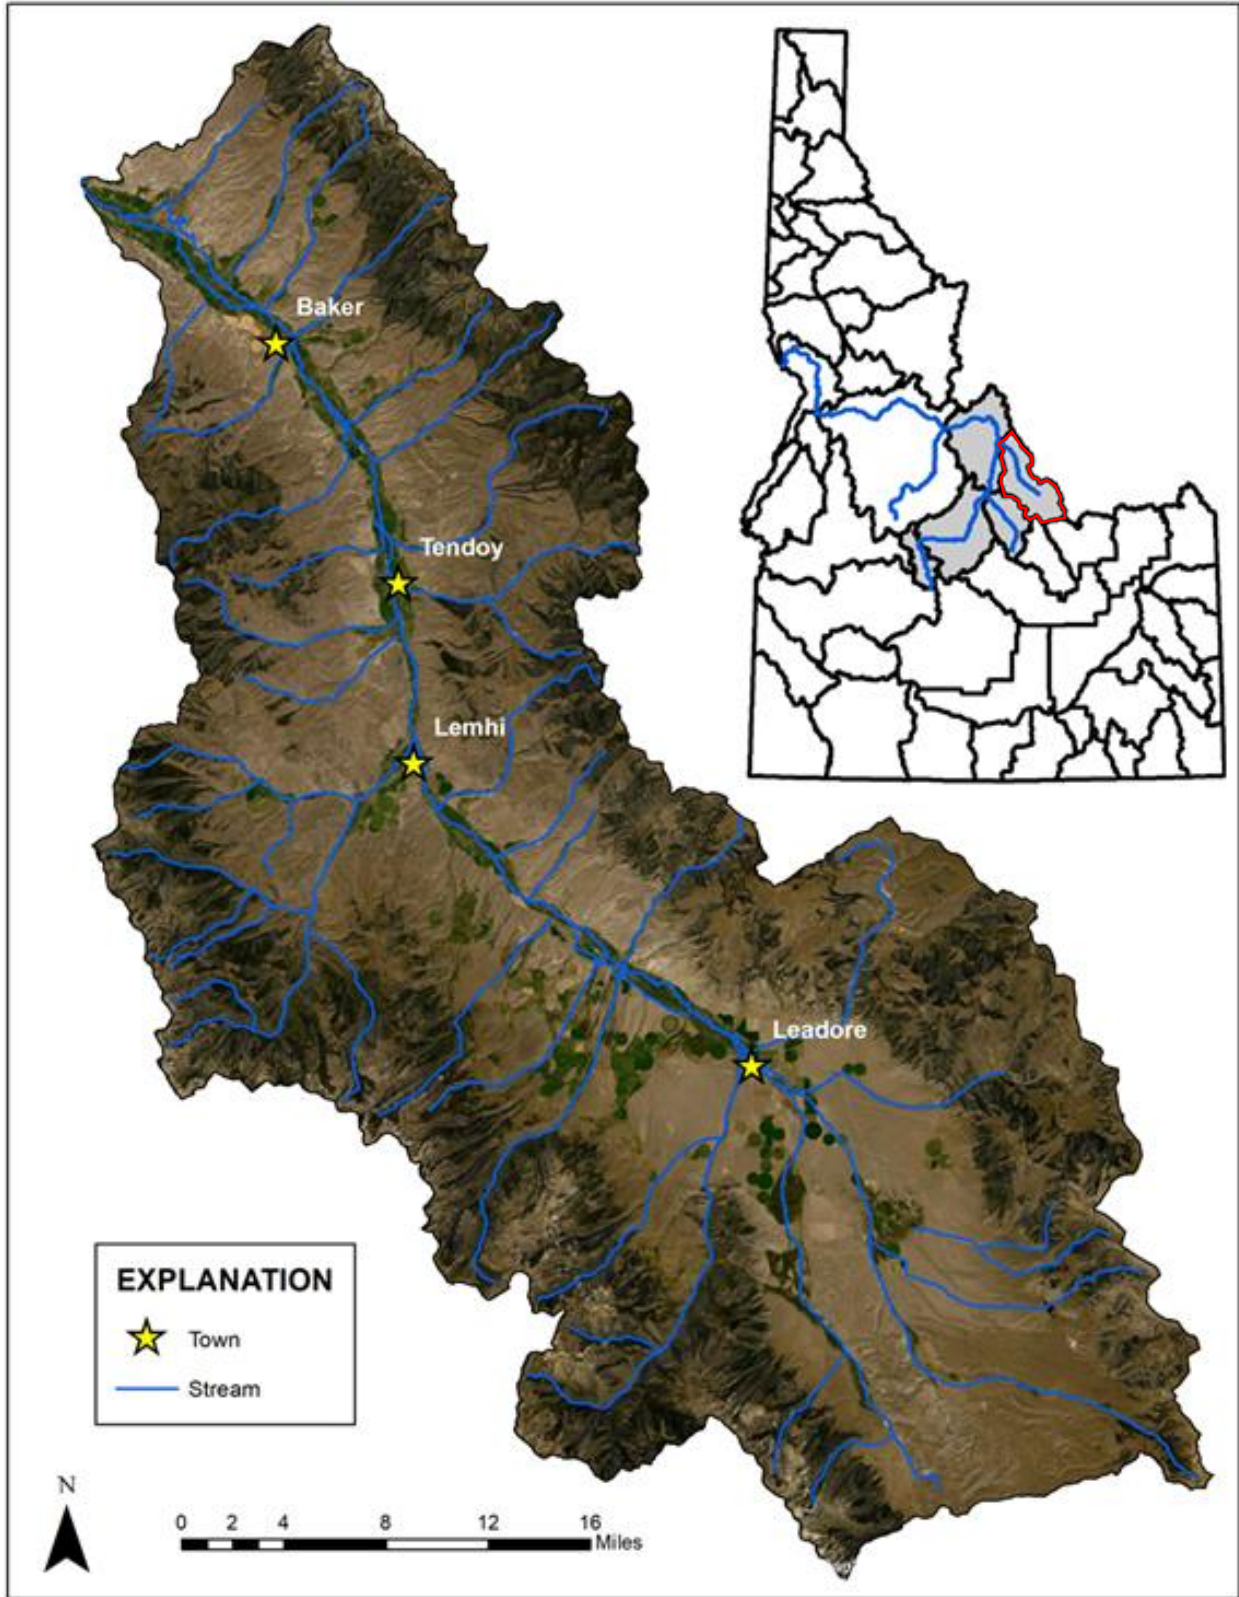 Baker
Tendoy
Lemhi
Leadore
EXPLANATION
Town
Stream
N
0 2 4 8 12 16
Miles